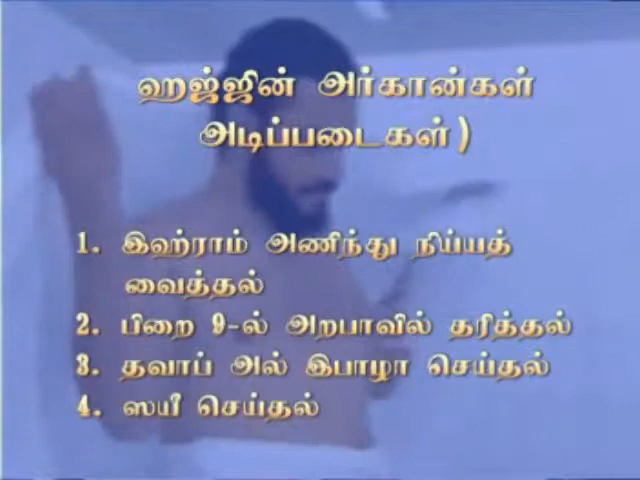 ஹஜ்ஜின் அர்கான்கள்
அடிப்படைகள்)
1. இஹ்ராம் அணிந்து நிய்யத்
வைத்தல்
2. பிறை 9-ல் அறபாவில் தரித்தல்
3. தவாப் அல் இபாழா செய்தல்
4. ஸயீ செய்தல்